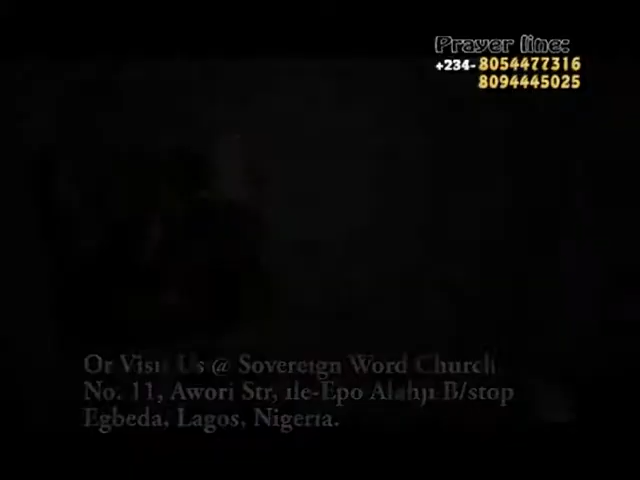 Prayer line:
+234-8054477316
8094445025
Or Visit Us @ Sovereign Word Church
No. 11, Awori Str, ile-Epo Alahji B/stop
Egbeda, Lagos, Nigeria.